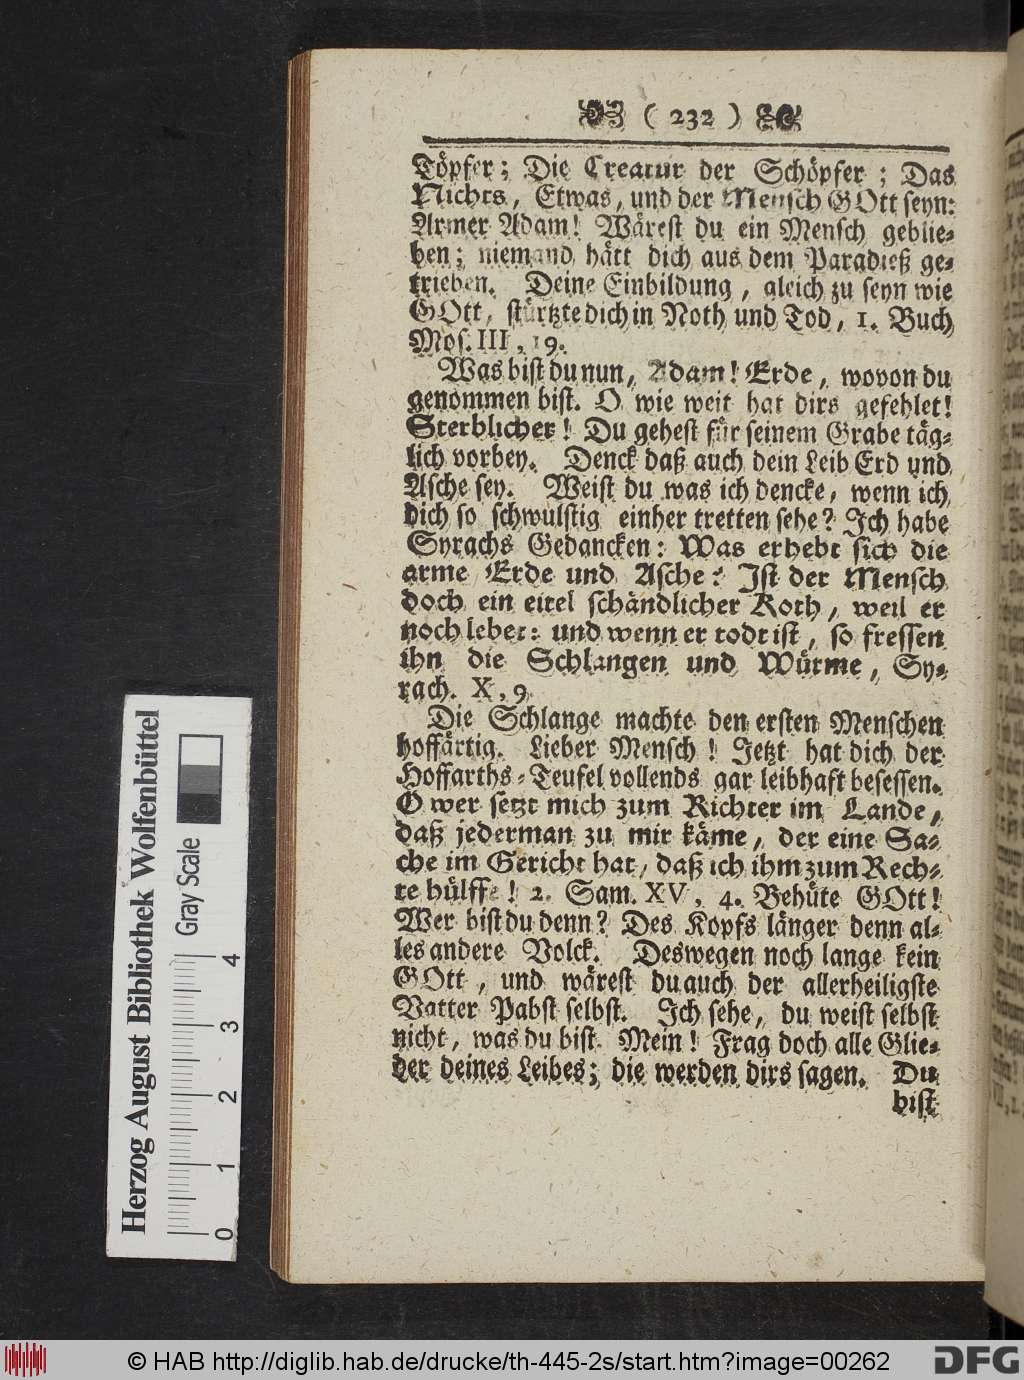 ( 232 )
Töpfer; Die Creatur der Schöpfer; Das
Nichts, Etwas, und der Mensch GOtt seyn:
Armer Adam! Wärest du ein Mensch geblie-
ben; niemand hätt dich aus dem Paradieß ge-
trieben. Deine Einbildung, gleich zu seyn wie
GOtt, stürtzte dich in Noth und Tod, 1. Buch
Mos. III, 19.
Was bist du nun, Adam! Erde, wovon du
genommen bist. O wie weit hat dirs gefehlet!
Sterblicher! Du gehest für seinem Grabe täg-
lich vorbey. Denck daß auch dein Leib Erd und
Asche sey. Weist du was ich dencke, wenn ich
dich so schwulstig einher tretten sehe? Ich habe
Syrachs Gedancken: Was erhebt sich die
arme Erde und Asche? Ist der Mensch
doch ein eitel schändlicher Koth, weil er
noch lebet: und wenn er todt ist, so fressen
ihn die Schlangen und Würme, Sy-
rach. X, 9.
Die Schlange machte den ersten Menschen
hoffärtig. Lieber Mensch! Jetzt hat dich der
Hoffarths-Teufel vollends gar leibhaft besessen.
O wer setzt mich zum Richter im Lande,
daß jederman zu mir käme, der eine Sa-
che im Gericht hat, daß ich ihm zum Rech-
te hülffe! 2. Sam. XV, 4. Behüte GOtt!
Wer bist du denn? Des Kopfs länger denn al-
les andere Volck. Deswegen noch lange kein
GOtt, und wärest du auch der allerheiligste
Vatter Pabst selbst. Ich sehe, du weist selbst
nicht, was du bist. Mein! Frag doch alle Glie-
der deines Leibes; die werden dirs sagen. Du
bist
Herzog August Bibliothek Wolfenbüttel
Gray Scale
0 1 2 3 4
© HAB http://diglib.hab.de/drucke/th-445-2s/start.htm?image=00262
DFG